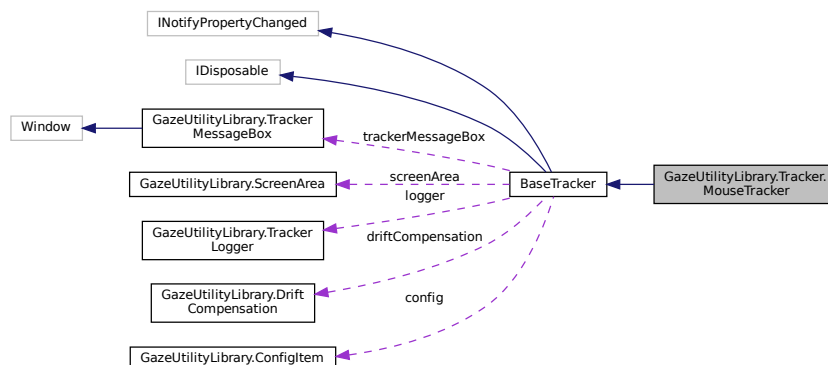 INotifyPropertyChanged
IDisposable
Window
GazeUtilityLibrary.Tracker
MessageBox
trackerMessageBox
GazeUtilityLibrary.ScreenArea
screenArea
BaseTracker
GazeUtilityLibrary.Tracker.
MouseTracker
logger
GazeUtilityLibrary.Tracker
Logger
driftCompensation
GazeUtilityLibrary.Drift
Compensation
config
GazeUtilityLibrary.ConfigItem